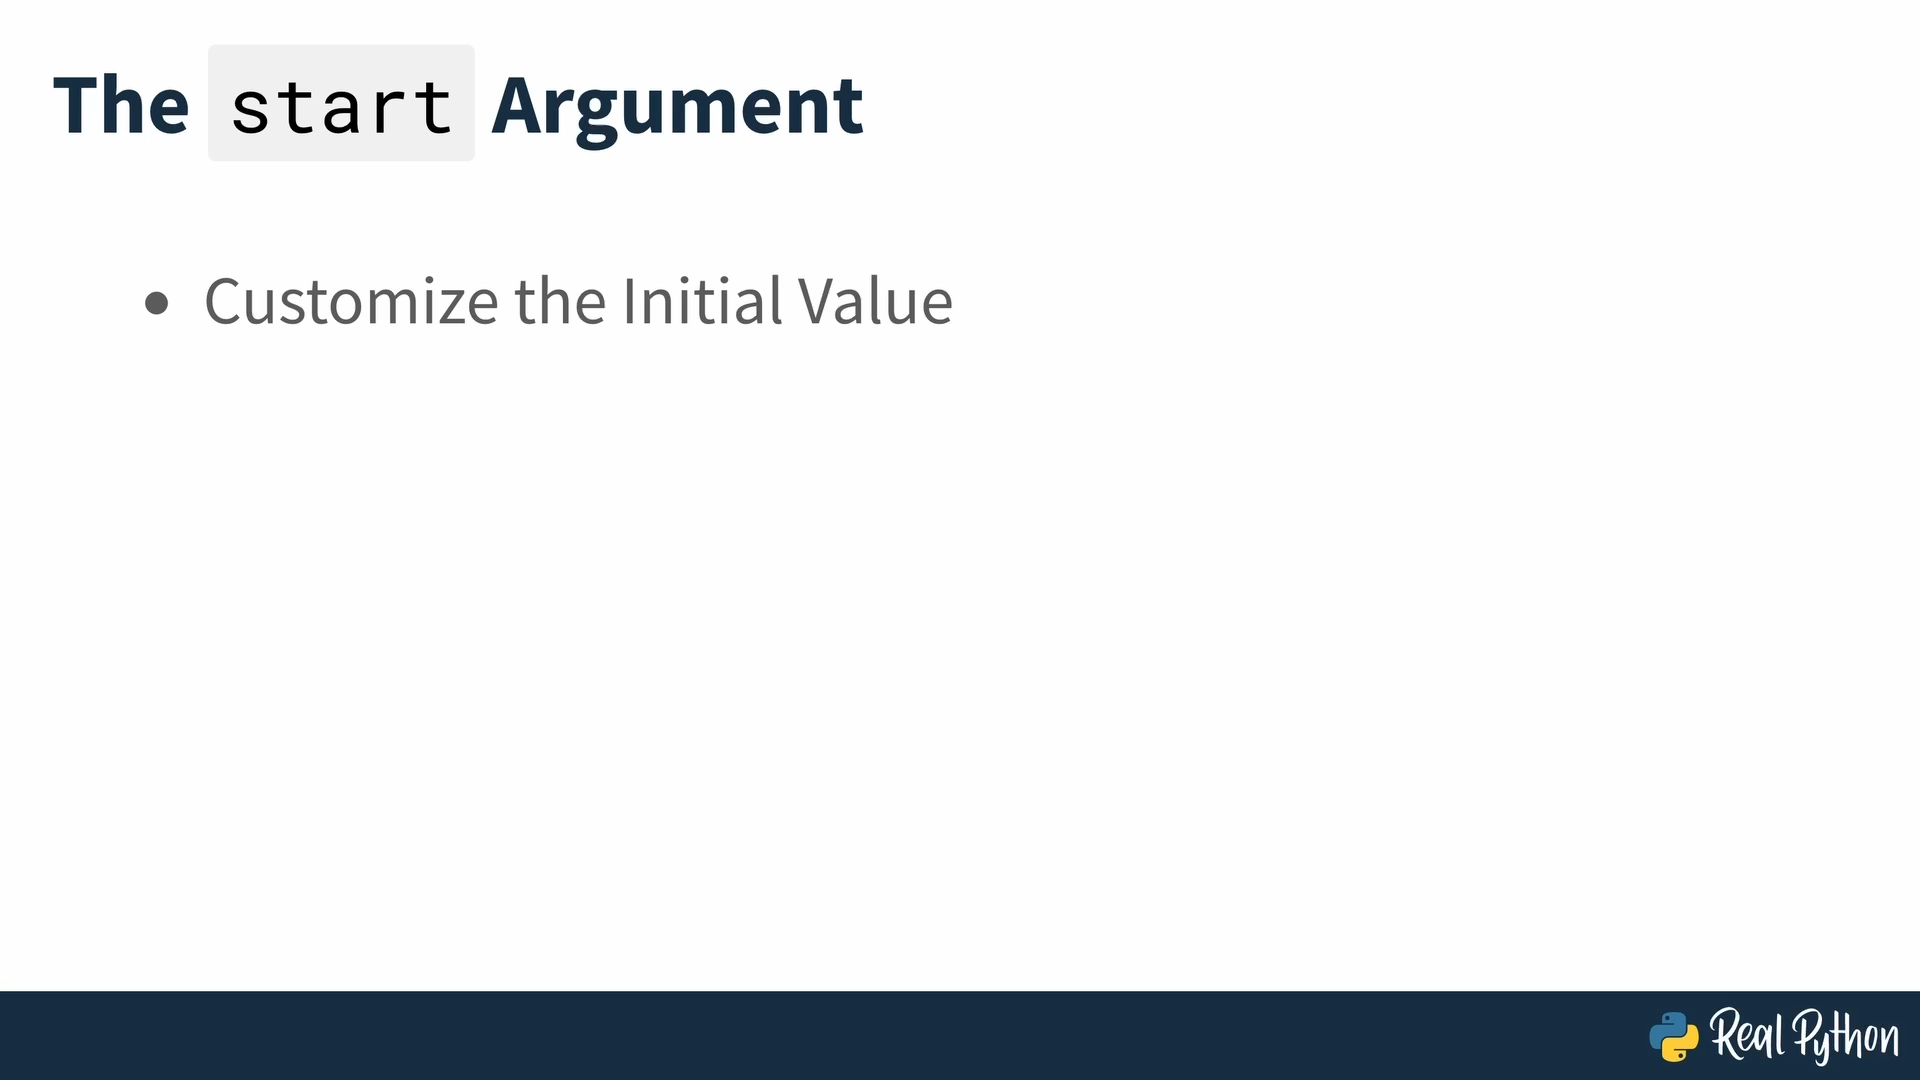 The start Argument
• Customize the Initial Value
Real Python